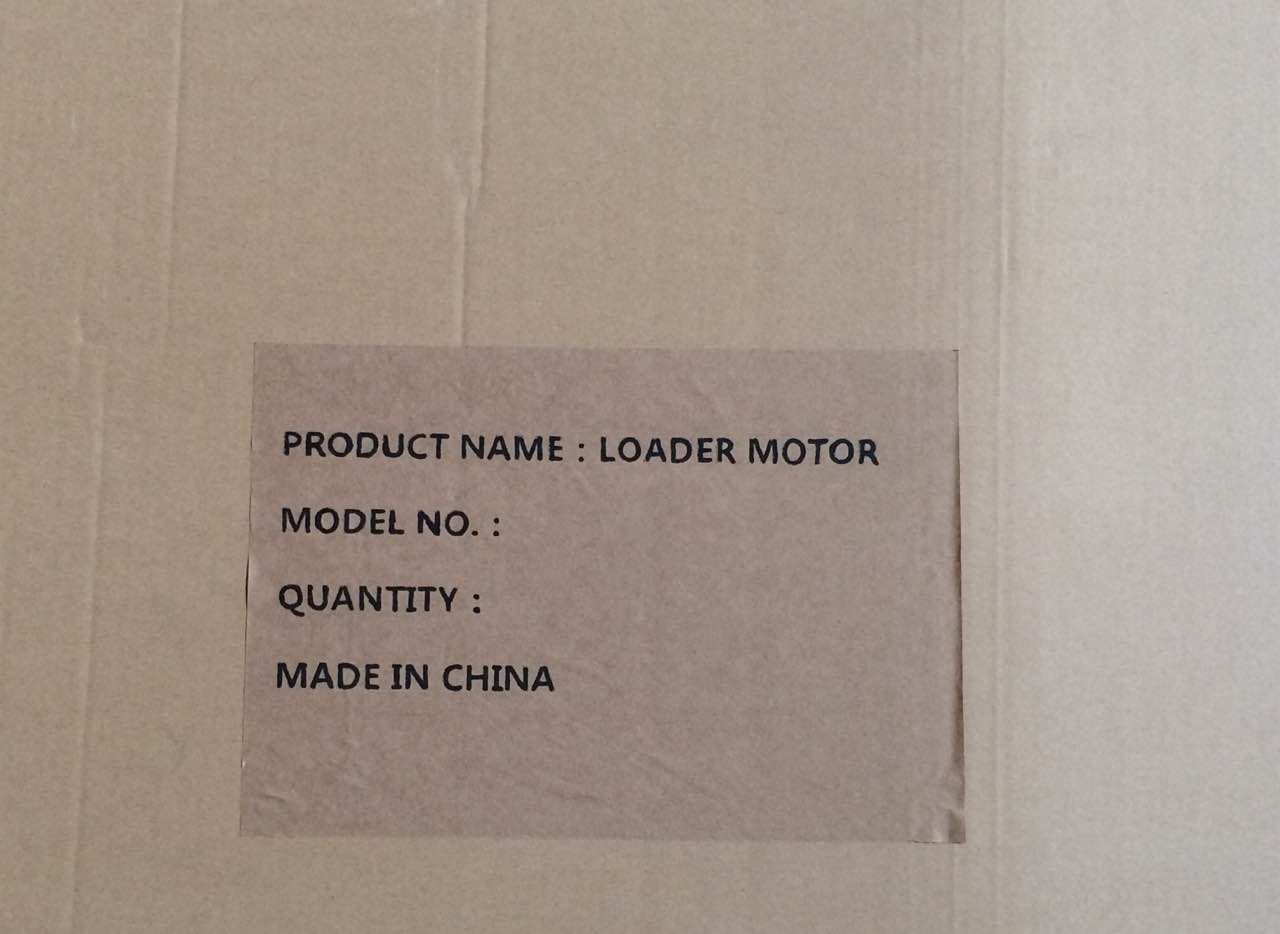 PRODUCT NAME : LOADER MOTOR
MODEL NO. :
QUANTITY :
MADE IN CHINA